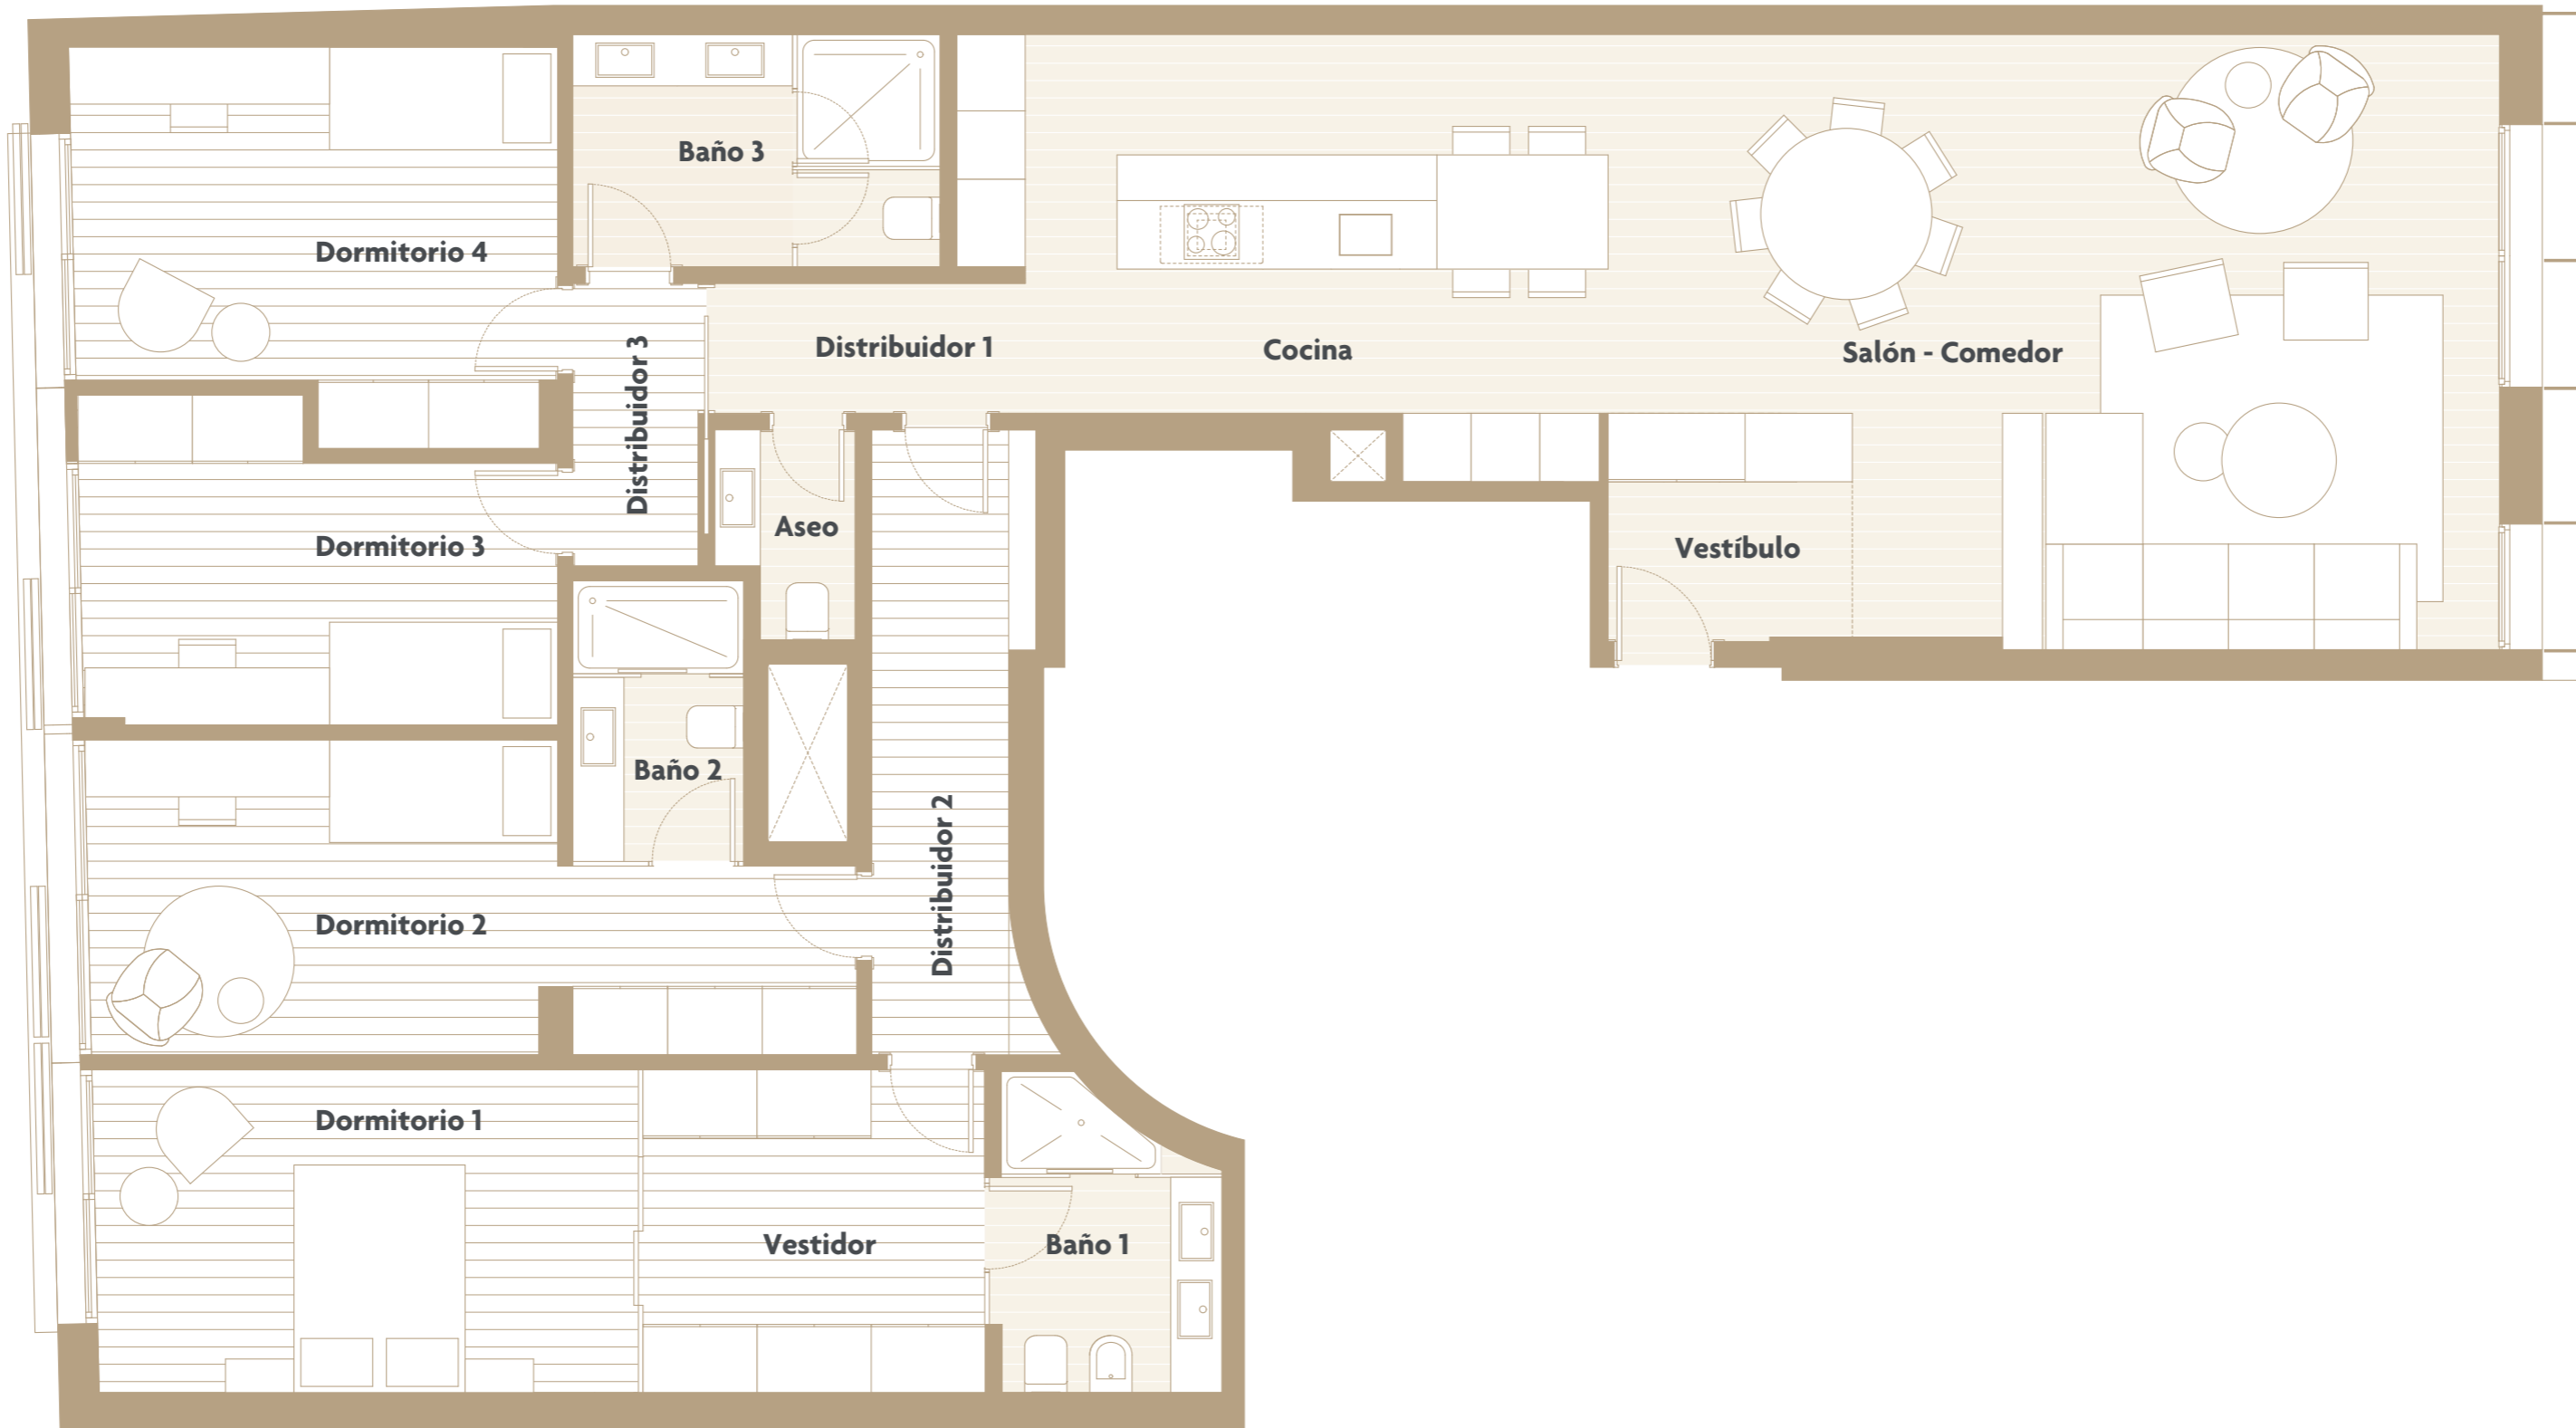 Baño 3
Dormitorio 4
Distribuidor 3
Distribuidor 1
Cocina
Salón - Comedor
Aseo
Dormitorio 3
Vestíbulo
Baño 2
Distribuidor 2
Dormitorio 2
Dormitorio 1
Vestidor
Baño 1